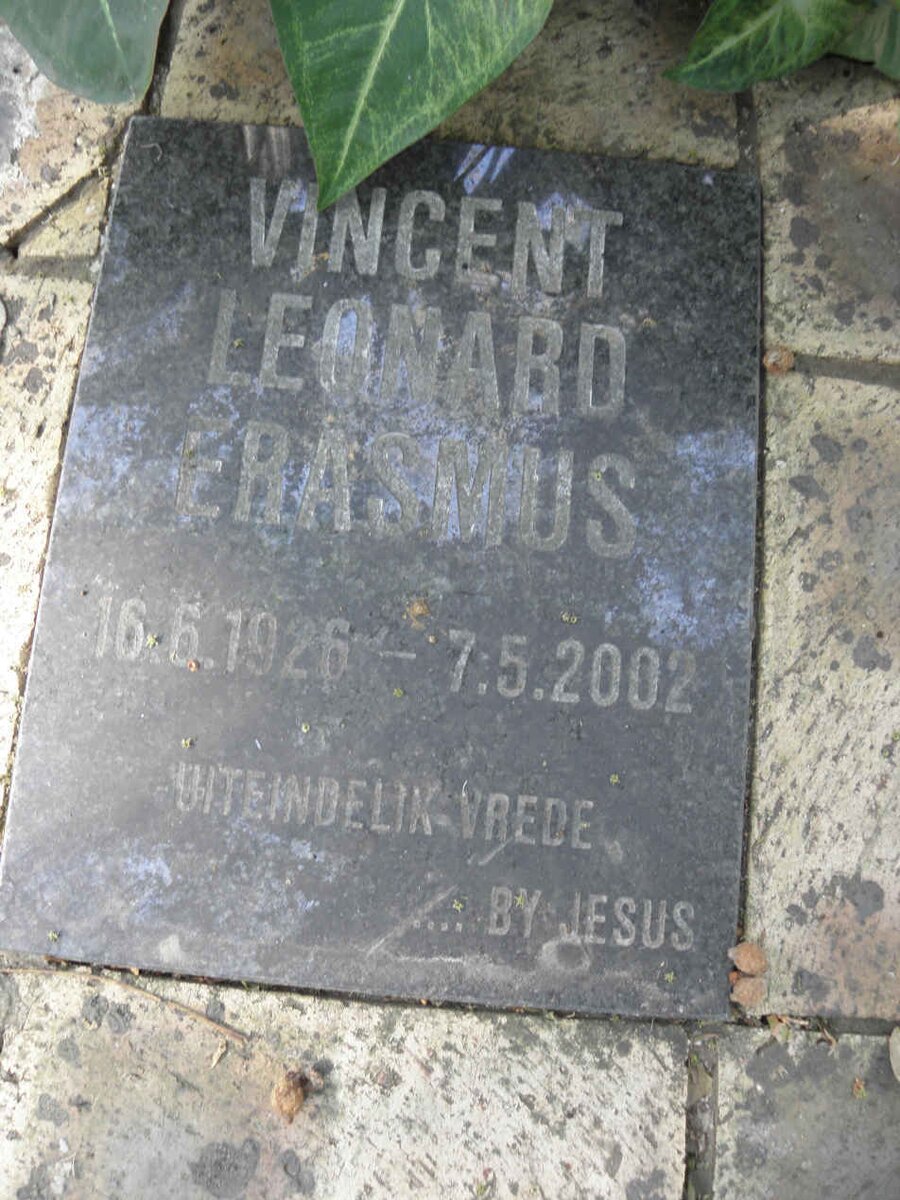 VINCENT
LEONARD
ERASMUS
16.6.1926 - 7.5.2002
UITEINDELIK VREDE
.... BY JESUS